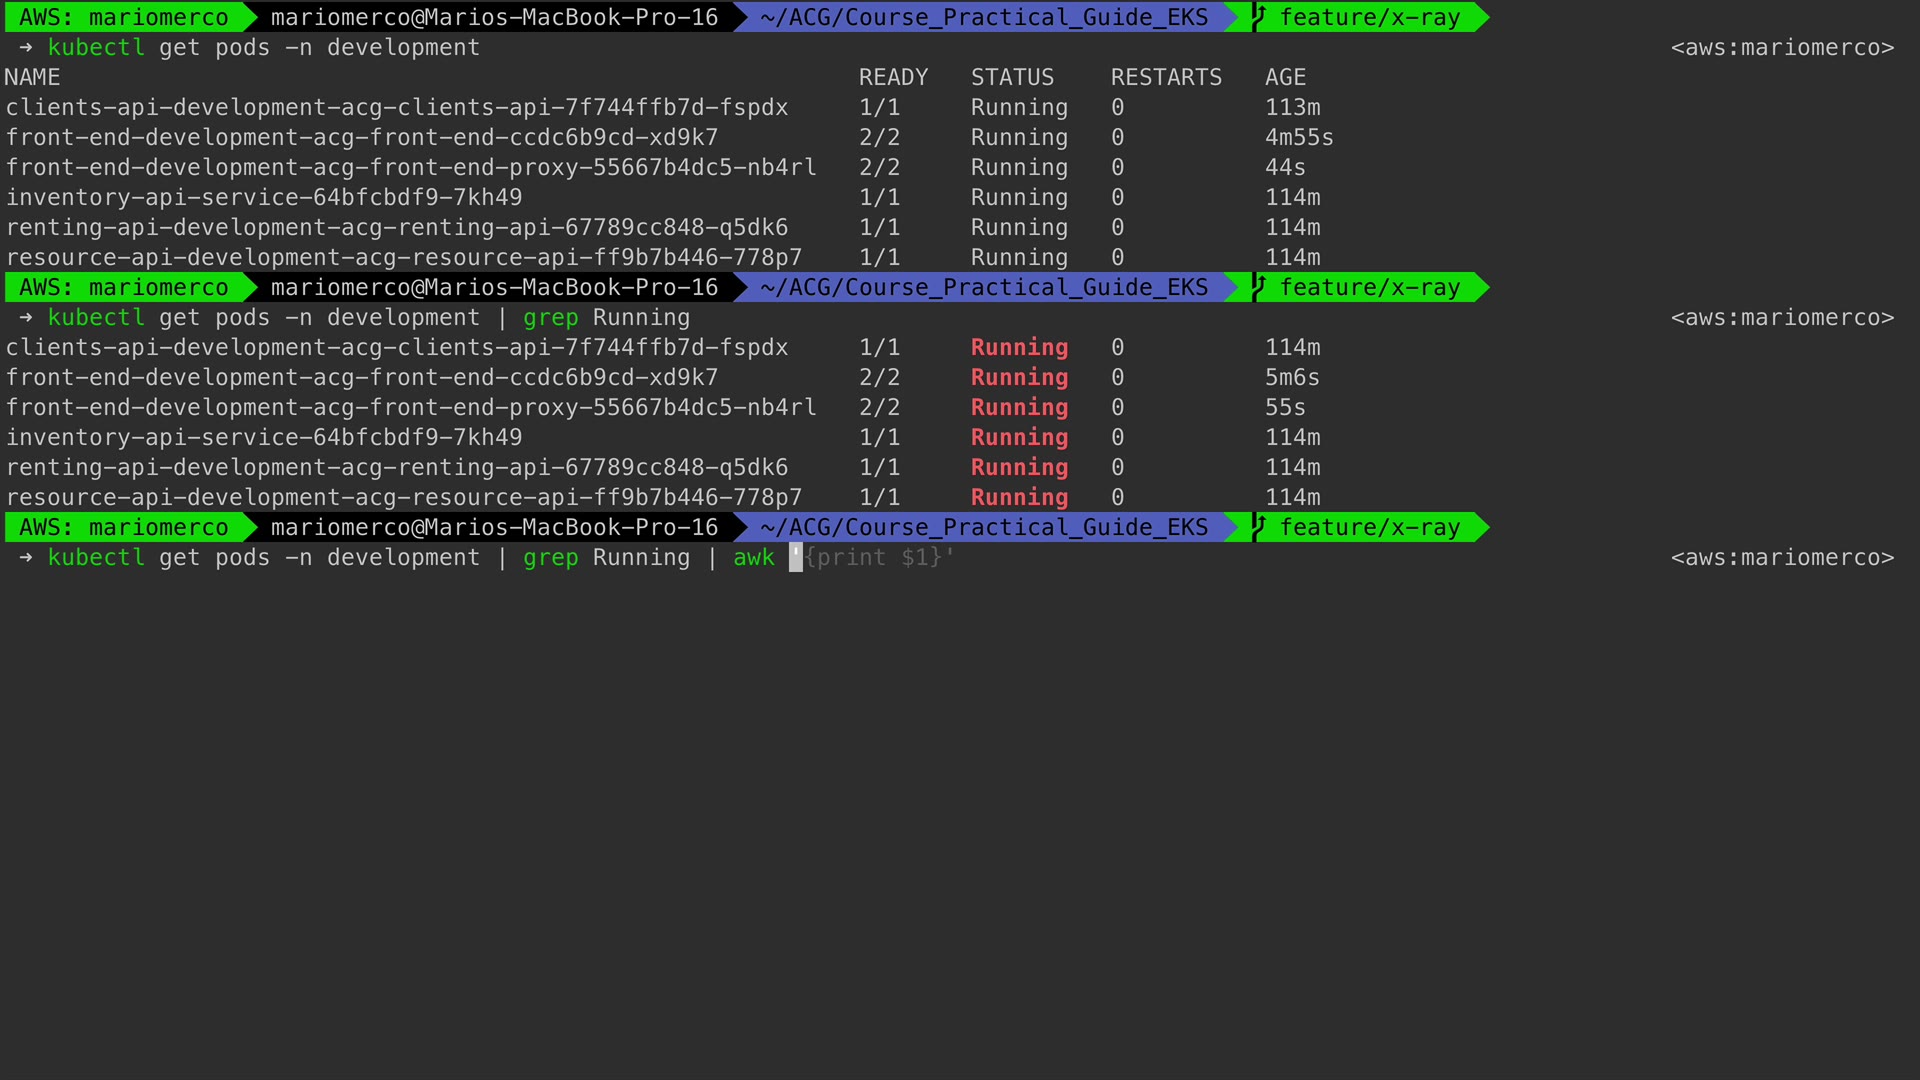 AWS: mariomerco mariomerco@Marios-MacBook-Pro-16 ~/ACG/Course_Practical_Guide_EKS feature/x-ray
→ kubectl get pods -n development <aws:mariomerco>
NAME READY STATUS RESTARTS AGE
clients-api-development-acg-clients-api-7f744ffb7d-fspdx 1/1 Running 0 113m
front-end-development-acg-front-end-ccdc6b9cd-xd9k7 2/2 Running 0 4m55s
front-end-development-acg-front-end-proxy-55667b4dc5-nb4rl 2/2 Running 0 44s
inventory-api-service-64bfcbdf9-7kh49 1/1 Running 0 114m
renting-api-development-acg-renting-api-67789cc848-q5dk6 1/1 Running 0 114m
resource-api-development-acg-resource-api-ff9b7b446-778p7 1/1 Running 0 114m
AWS: mariomerco mariomerco@Marios-MacBook-Pro-16 ~/ACG/Course_Practical_Guide_EKS feature/x-ray
→ kubectl get pods -n development | grep Running <aws:mariomerco>
clients-api-development-acg-clients-api-7f744ffb7d-fspdx 1/1 Running 0 114m
front-end-development-acg-front-end-ccdc6b9cd-xd9k7 2/2 Running 0 5m6s
front-end-development-acg-front-end-proxy-55667b4dc5-nb4rl 2/2 Running 0 55s
inventory-api-service-64bfcbdf9-7kh49 1/1 Running 0 114m
renting-api-development-acg-renting-api-67789cc848-q5dk6 1/1 Running 0 114m
resource-api-development-acg-resource-api-ff9b7b446-778p7 1/1 Running 0 114m
AWS: mariomerco mariomerco@Marios-MacBook-Pro-16 ~/ACG/Course_Practical_Guide_EKS feature/x-ray
→ kubectl get pods -n development | grep Running | awk '{print $1}' <aws:mariomerco>